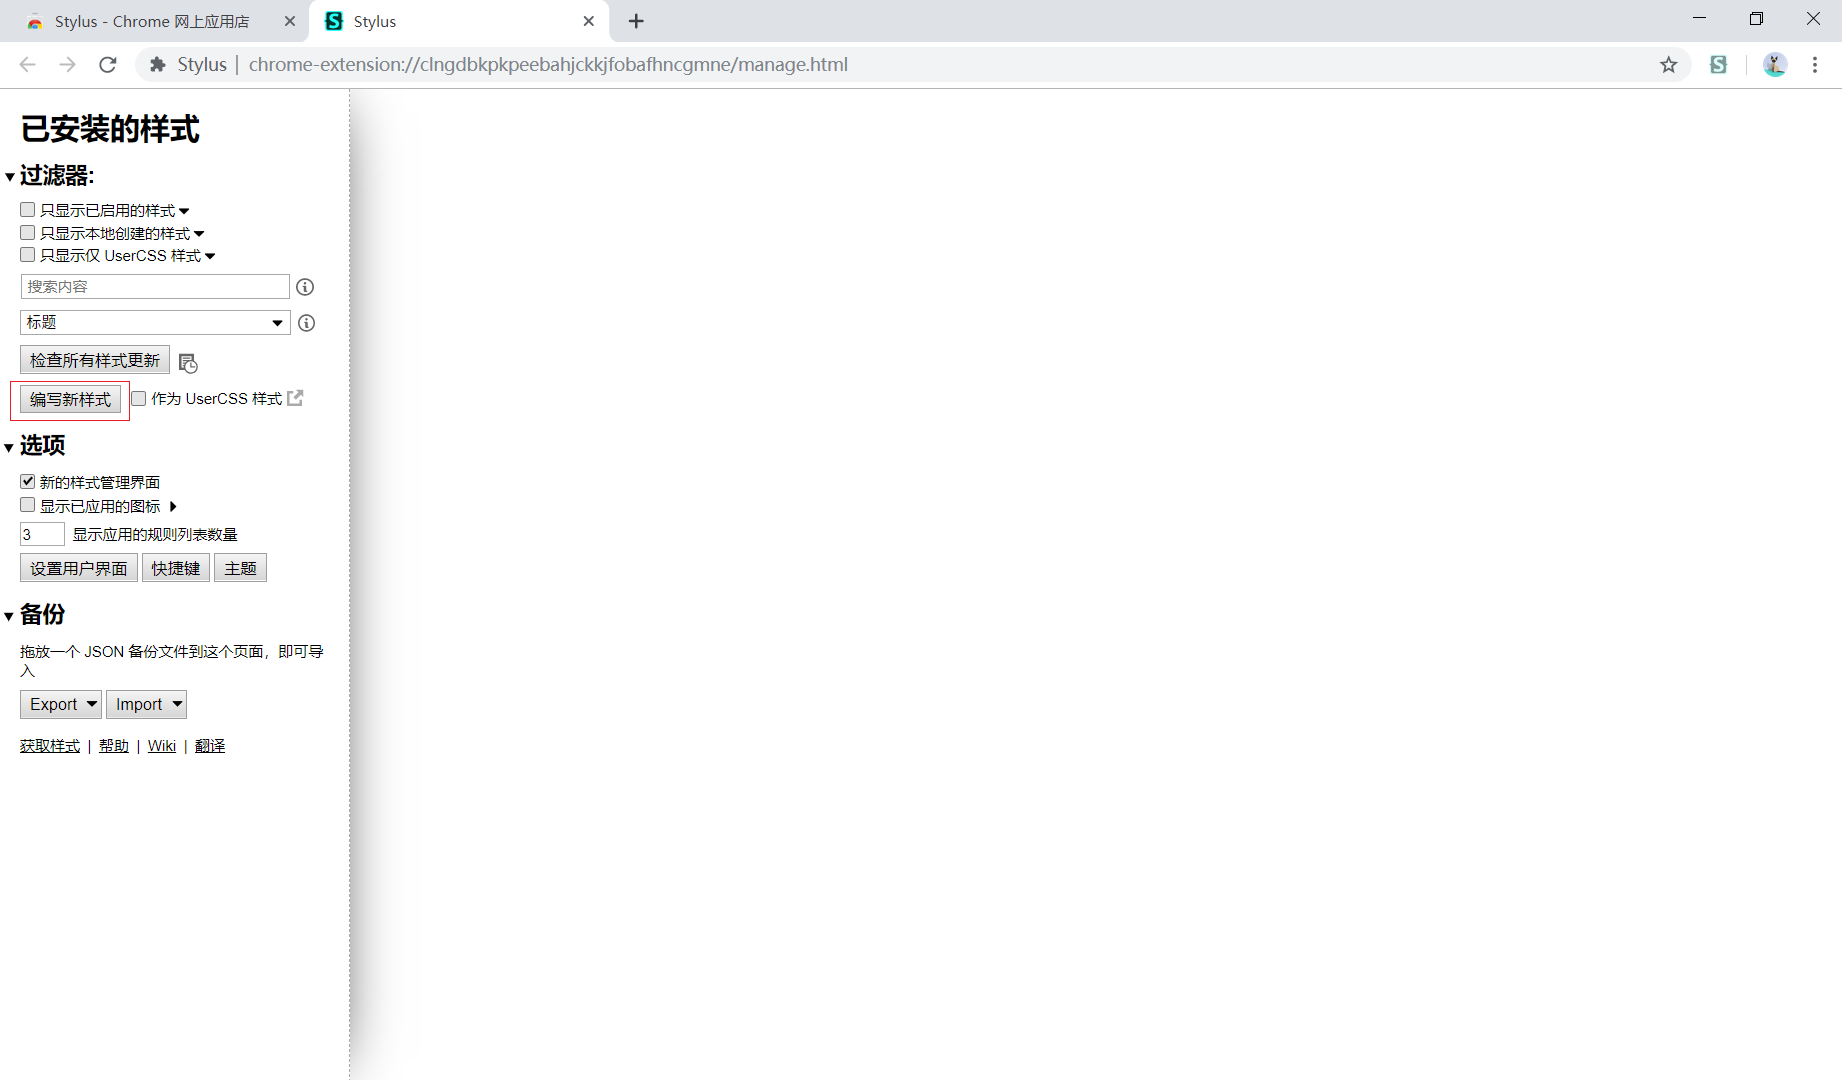 Stylus - Chrome 网上应用店
Stylus
Stylus | chrome-extension://clngdbkpkpeebahjckkjfobafhncgmne/manage.html
已安装的样式
过滤器:
只显示已启用的样式
只显示本地创建的样式
只显示仅 UserCSS 样式
搜索内容
标题
检查所有样式更新
编写新样式 作为 UserCSS 样式
选项
新的样式管理界面
显示已应用的图标
3 显示应用的规则列表数量
设置用户界面 快捷键 主题
备份
拖放一个 JSON 备份文件到这个页面，即可导
入
Export Import
获取样式 | 帮助 | Wiki | 翻译